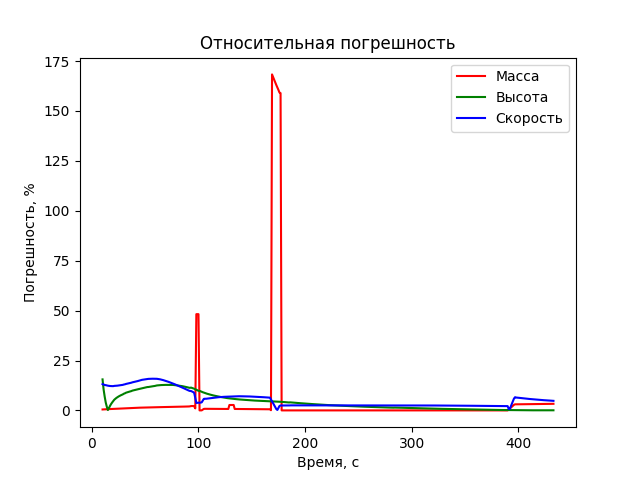 Относительная погрешность
Погрешность, %
175
150
125
100
75
50
25
0
0 100 200 300 400
Время, с
Масса
Высота
Скорость